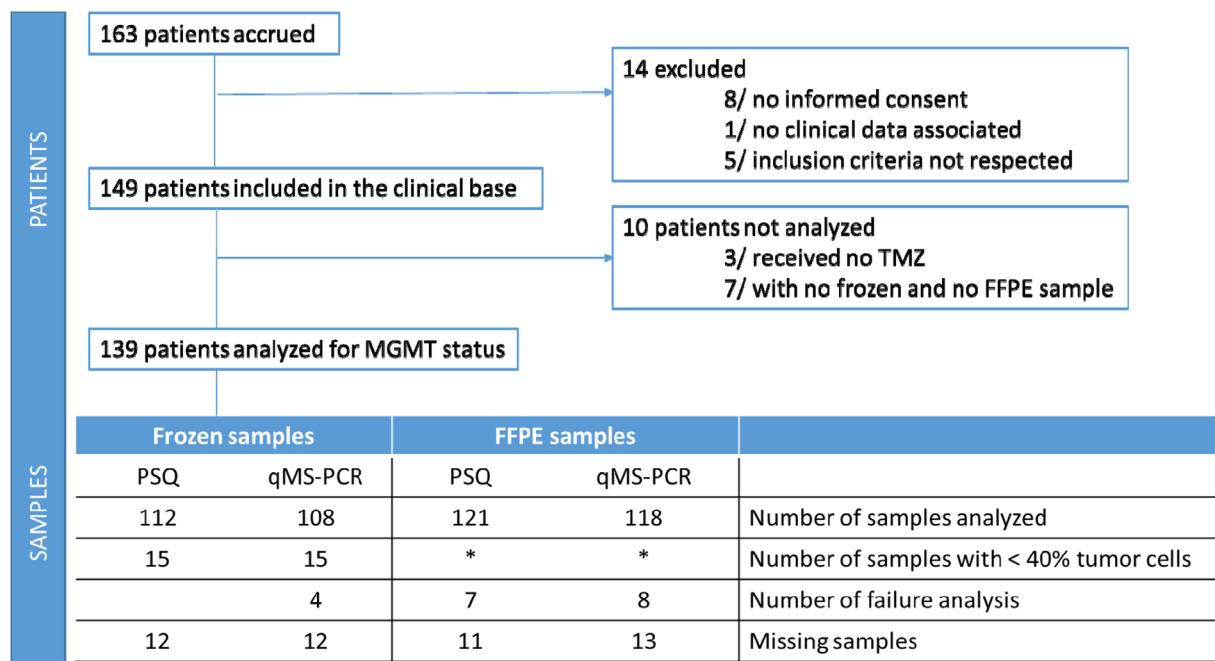 PATIENTS
163 patients accrued
14 excluded
8/ no informed consent
1/ no clinical data associated
5/ inclusion criteria not respected
149 patients included in the clinical base
10 patients not analyzed
3/ received no TMZ
7/ with no frozen and no FFPE sample
139 patients analyzed for MGMT status
SAMPLES
Frozen samples FFPE samples
PSQ qMS-PCR PSQ qMS-PCR
112 108 121 118 Number of samples analyzed
15 15 * * Number of samples with < 40% tumor cells
4 7 8 Number of failure analysis
12 12 11 13 Missing samples